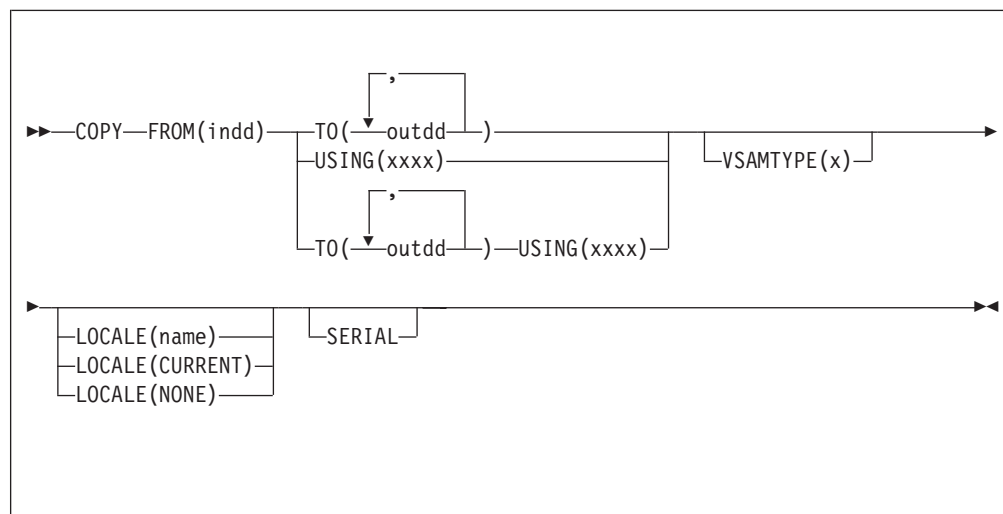 ,
COPY FROM(indd) TO( outdd ) VSAMTYPE(x)
USING(xxxx)
,
TO( outdd ) USING(xxxx)
LOCALE(name) SERIAL
LOCALE(CURRENT)
LOCALE(NONE)